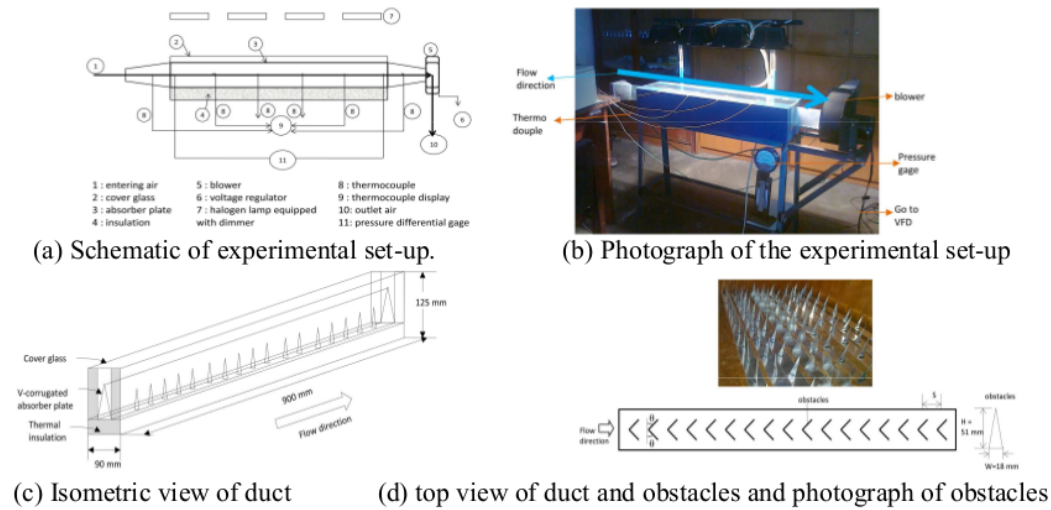 7
2
3
5
1
8
4
8
8
8
8
8
9
6
10
11
1 : entering air
2 : cover glass
3 : absorber plate
4 : insulation
5 : blower
6 : voltage regulator
7 : halogen lamp equipped
with dimmer
8 : thermocouple
9 : thermocouple display
10: outlet air
11: pressure differential gage
(a) Schematic of experimental set-up.
Flow
direction
Thermo
douple
blower
Pressure
gage
Go to
VFD
(b) Photograph of the experimental set-up
125 mm
Cover glass
V-corrugated
absorber plate
Thermal
insulation
90 mm
900 mm
Flow direction
(c) Isometric view of duct
obstacles
S
obstacles
Flow
direction
θ
θ
H =
51 mm
W=18 mm
(d) top view of duct and obstacles and photograph of obstacles